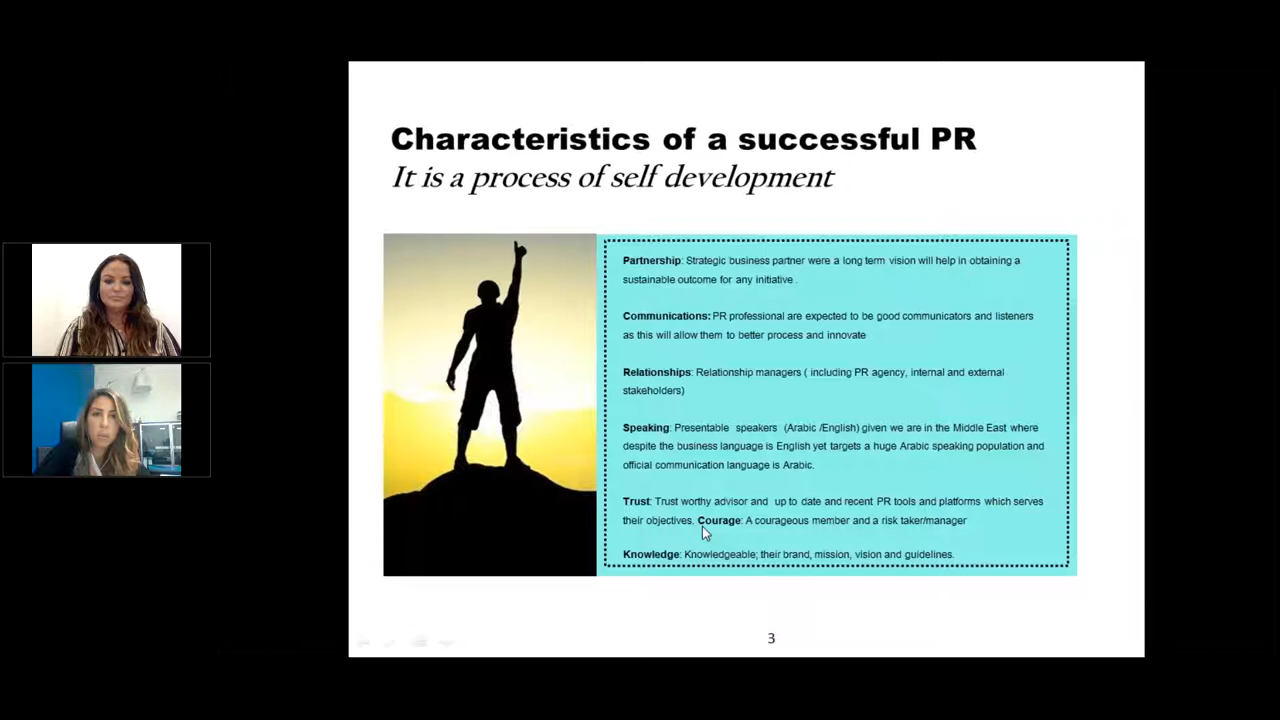 Characteristics of a successful PR
It is a process of self development
Partnership: Strategic business partner were a long term vision will help in obtaining a
sustainable outcome for any initiative.
Communications: PR professional are expected to be good communicators and listeners
as this will allow them to better process and innovate
Relationships: Relationship managers ( including PR agency, internal and external
stakeholders)
Speaking: Presentable speakers (Arabic /English) given we are in the Middle East where
despite the business language is English yet targets a huge Arabic speaking population and
official communication language is Arabic.
Trust: Trust worthy advisor and up to date and recent PR tools and platforms which serves
their objectives. Courage: A courageous member and a risk taker/manager
Knowledge: Knowledgeable; their brand, mission, vision and guidelines.
3